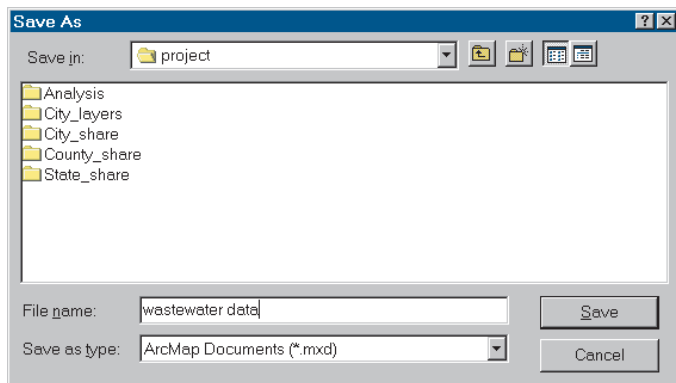 Save As
Save in: project
Analysis
City_layers
City_share
County_share
State_share
File name: wastewater data Save
Save as type: ArcMap Documents (*.mxd) Cancel